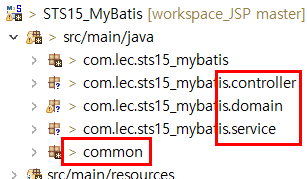 STS15_MyBatis [workspace_JSP master]
> src/main/java
> com.lec.sts15_mybatis
> com.lec.sts15_mybatis.controller
> com.lec.sts15_mybatis.domain
> com.lec.sts15_mybatis.service
> common
> src/main/resources